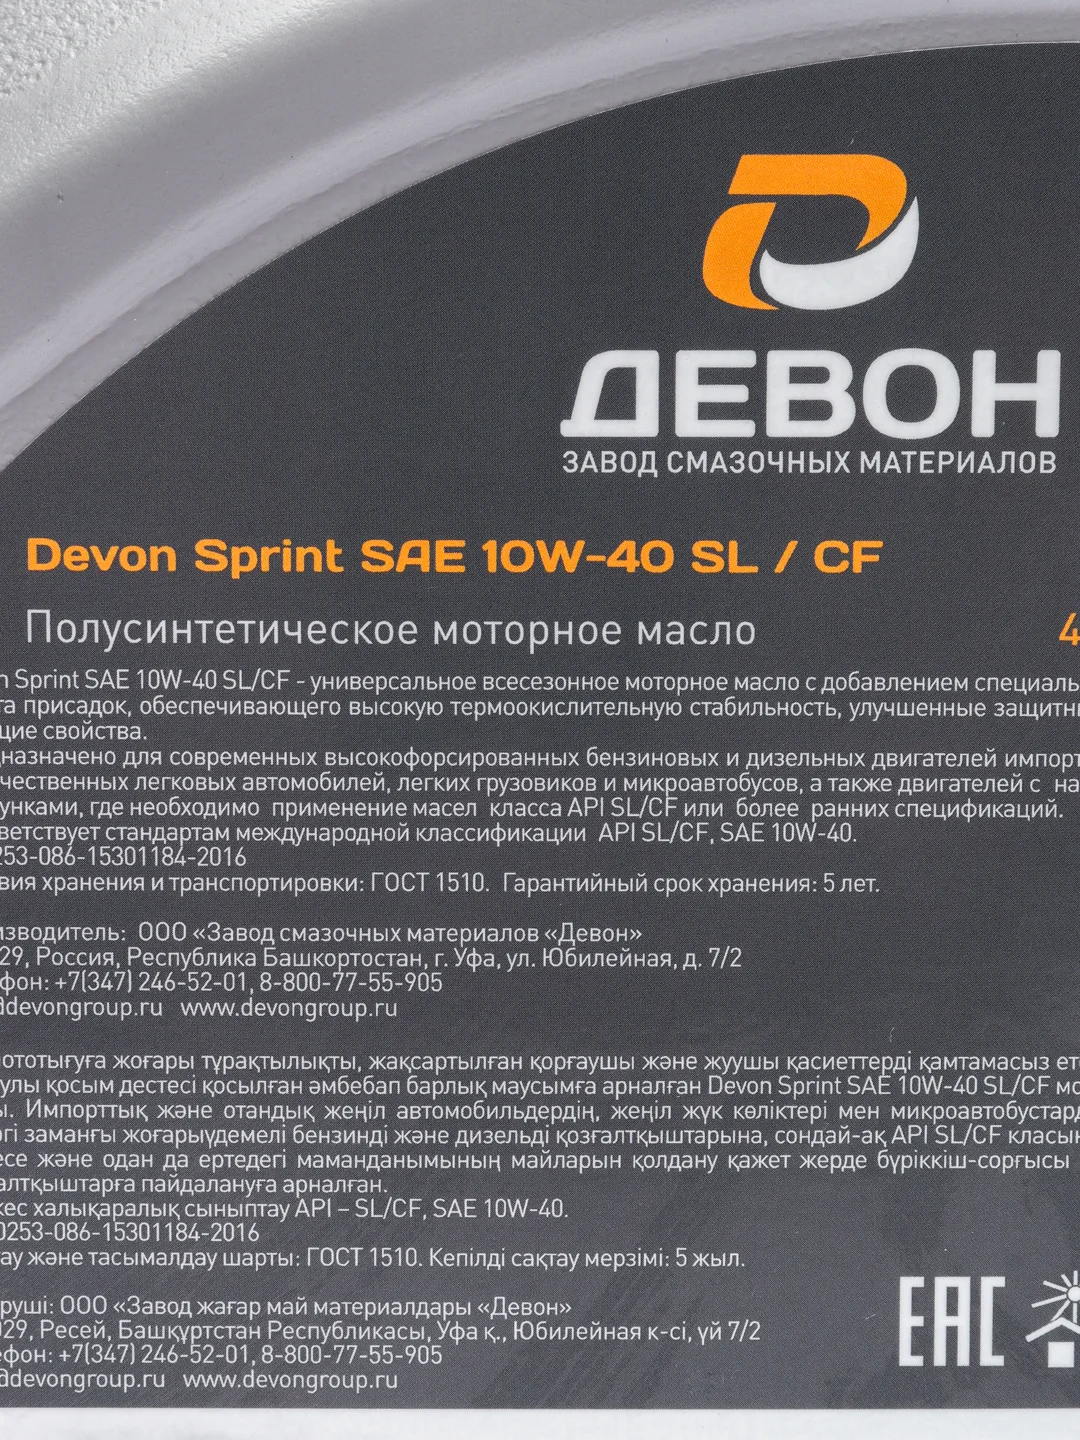 ДЕВОН
ЗАВОД СМАЗОЧНЫХ МАТЕРИАЛОВ
Devon Sprint SAE 10W-40 SL / CF
Полусинтетическое моторное масло
Sprint SAE 10W-40 SL/CF - универсальное всесезонное моторное масло с добавлением
присадок, обеспечивающего высокую термоокислительную стабильность, улучшенные
свойства.
для современных высокофорсированных бензиновых и дизельных двигателей
легковых автомобилей, легких грузовиков и микроавтобусов, а также двигателей с
где необходимо применение масел класса API SL/CF или более ранних спецификаций.
стандартам международной классификации API SL/CF, SAE 10W-40.
253-086-15301184-2016
хранения и транспортировки: ГОСТ 1510. Гарантийный срок хранения: 5 лет.
ООО «Завод смазочных материалов «Девон»
29, Россия, Республика Башкортостан, г. Уфа, ул. Юбилейная, д. 7/2
+7(347) 246-52-01, 8-800-77-55-905
devongroup.ru www.devongroup.ru
жоғары тұрақтылықты, жақсартылған қорғаушы және жуушы қасиеттерді қамтамасыз
қосым дестесі қосылған әмбебап барлық маусымға арналған Devon Sprint SAE 10W-40 SL/CF
Импорттық және отандық жеңіл автомобильдердің, жеңіл жүк көліктері мен
заманғы жоғарыүдемелі бензинді және дизельді қозғалтқыштарына, сондай-ақ API SL/CF
және одан да ертедегі маманданымының майларын қолдану қажет жерде бүріккіш-сорғысы
пайдалануға арналған.
халықаралық сыныптау API – SL/CF, SAE 10W-40.
0253-086-15301184-2016
және тасымалдау шарты: ГОСТ 1510. Кепілді сақтау мерзімі: 5 жыл.
ООО «Завод жағар май материалдары «Девон»
029, Ресей, Башқұртстан Республикасы, Уфа қ., Юбилейная к-сі, үй 7/2
+7(347) 246-52-01, 8-800-77-55-905
devongroup.ru www.devongroup.ru
EAC